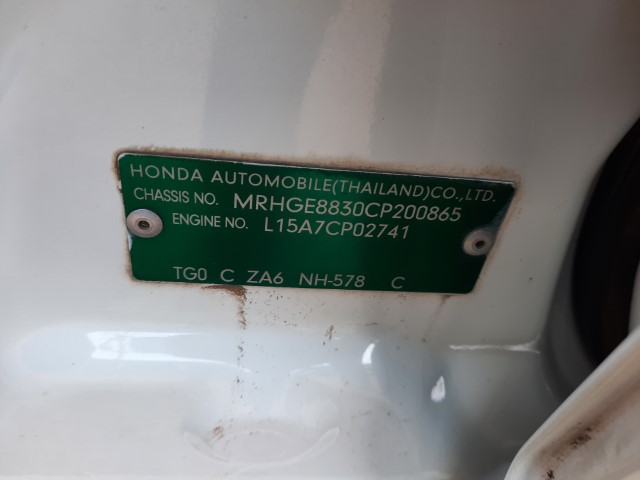 HONDA AUTOMOBILE(THAILAND)CO.,LTD.
CHASSIS NO. MRHGE8830CP200865
ENGINE NO. L15A7CP02741
TG0 C ZA6 NH-578 C